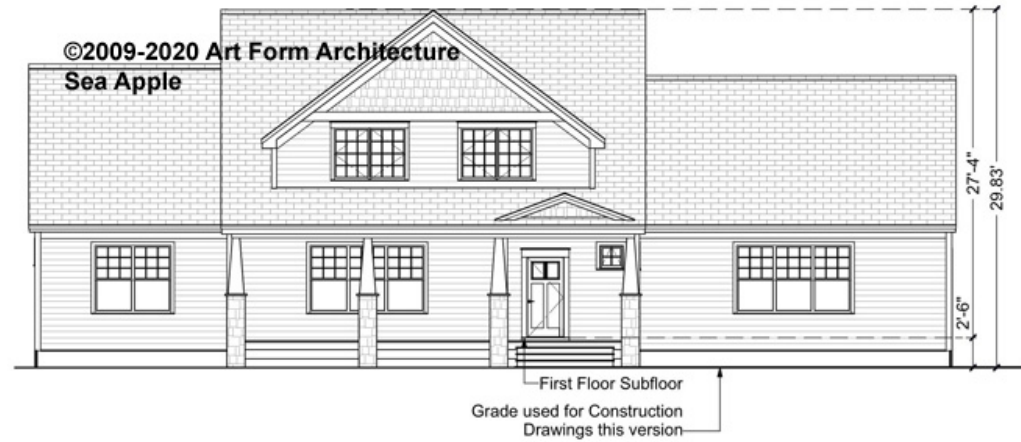 ©2009-2020 Art Form Architecture
Sea Apple
27'-4"
29.83'
2'-6"
First Floor Subfloor
Grade used for Construction
Drawings this version